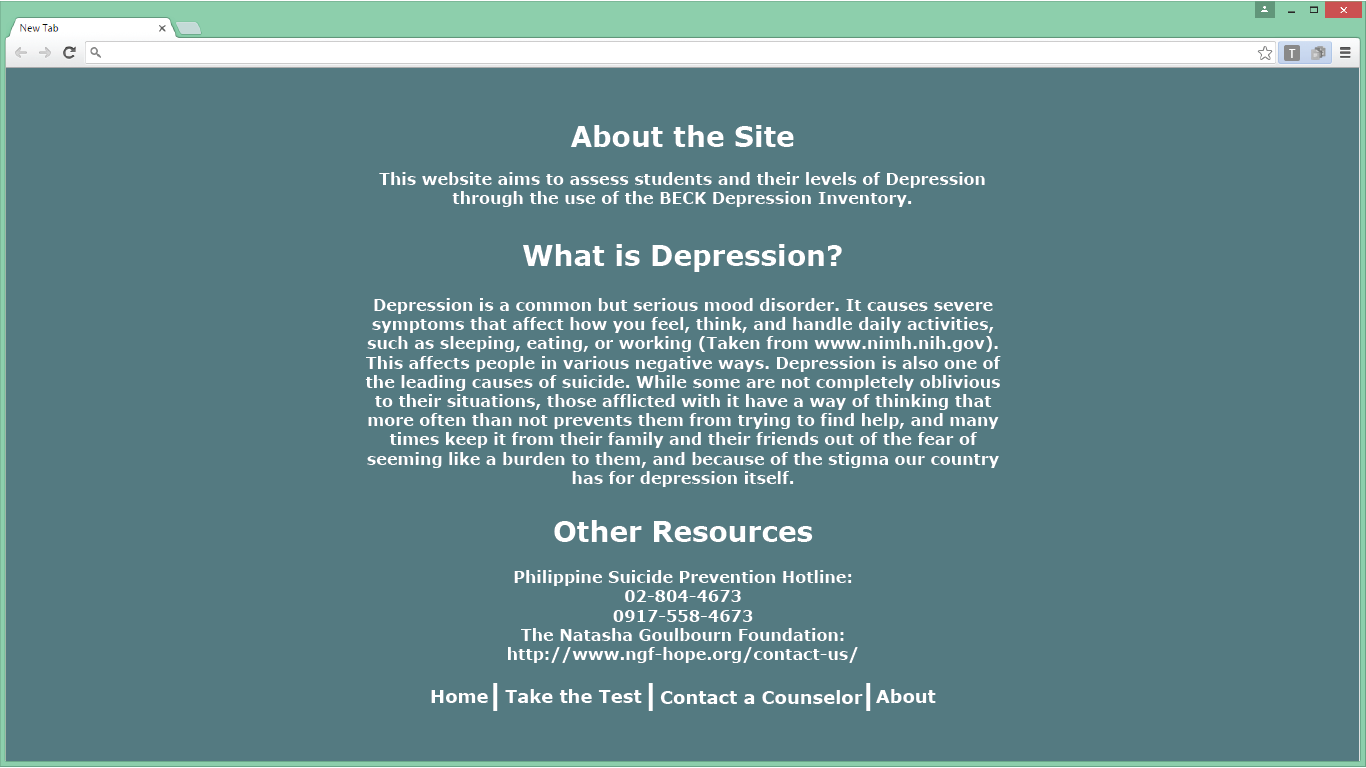 New Tab
T
About the Site
This website aims to assess students and their levels of Depression
through the use of the BECK Depression Inventory.
What is Depression?
Depression is a common but serious mood disorder. It causes severe
symptoms that affect how you feel, think, and handle daily activities,
such as sleeping, eating, or working (Taken from www.nimh.nih.gov).
This affects people in various negative ways. Depression is also one of
the leading causes of suicide. While some are not completely oblivious
to their situations, those afflicted with it have a way of thinking that
more often than not prevents them from trying to find help, and many
times keep it from their family and their friends out of the fear of
seeming like a burden to them, and because of the stigma our country
has for depression itself.
Other Resources
Philippine Suicide Prevention Hotline:
02-804-4673
0917-558-4673
The Natasha Goulbourn Foundation:
http://www.ngf-hope.org/contact-us/
Home | Take the Test | Contact a Counselor | About